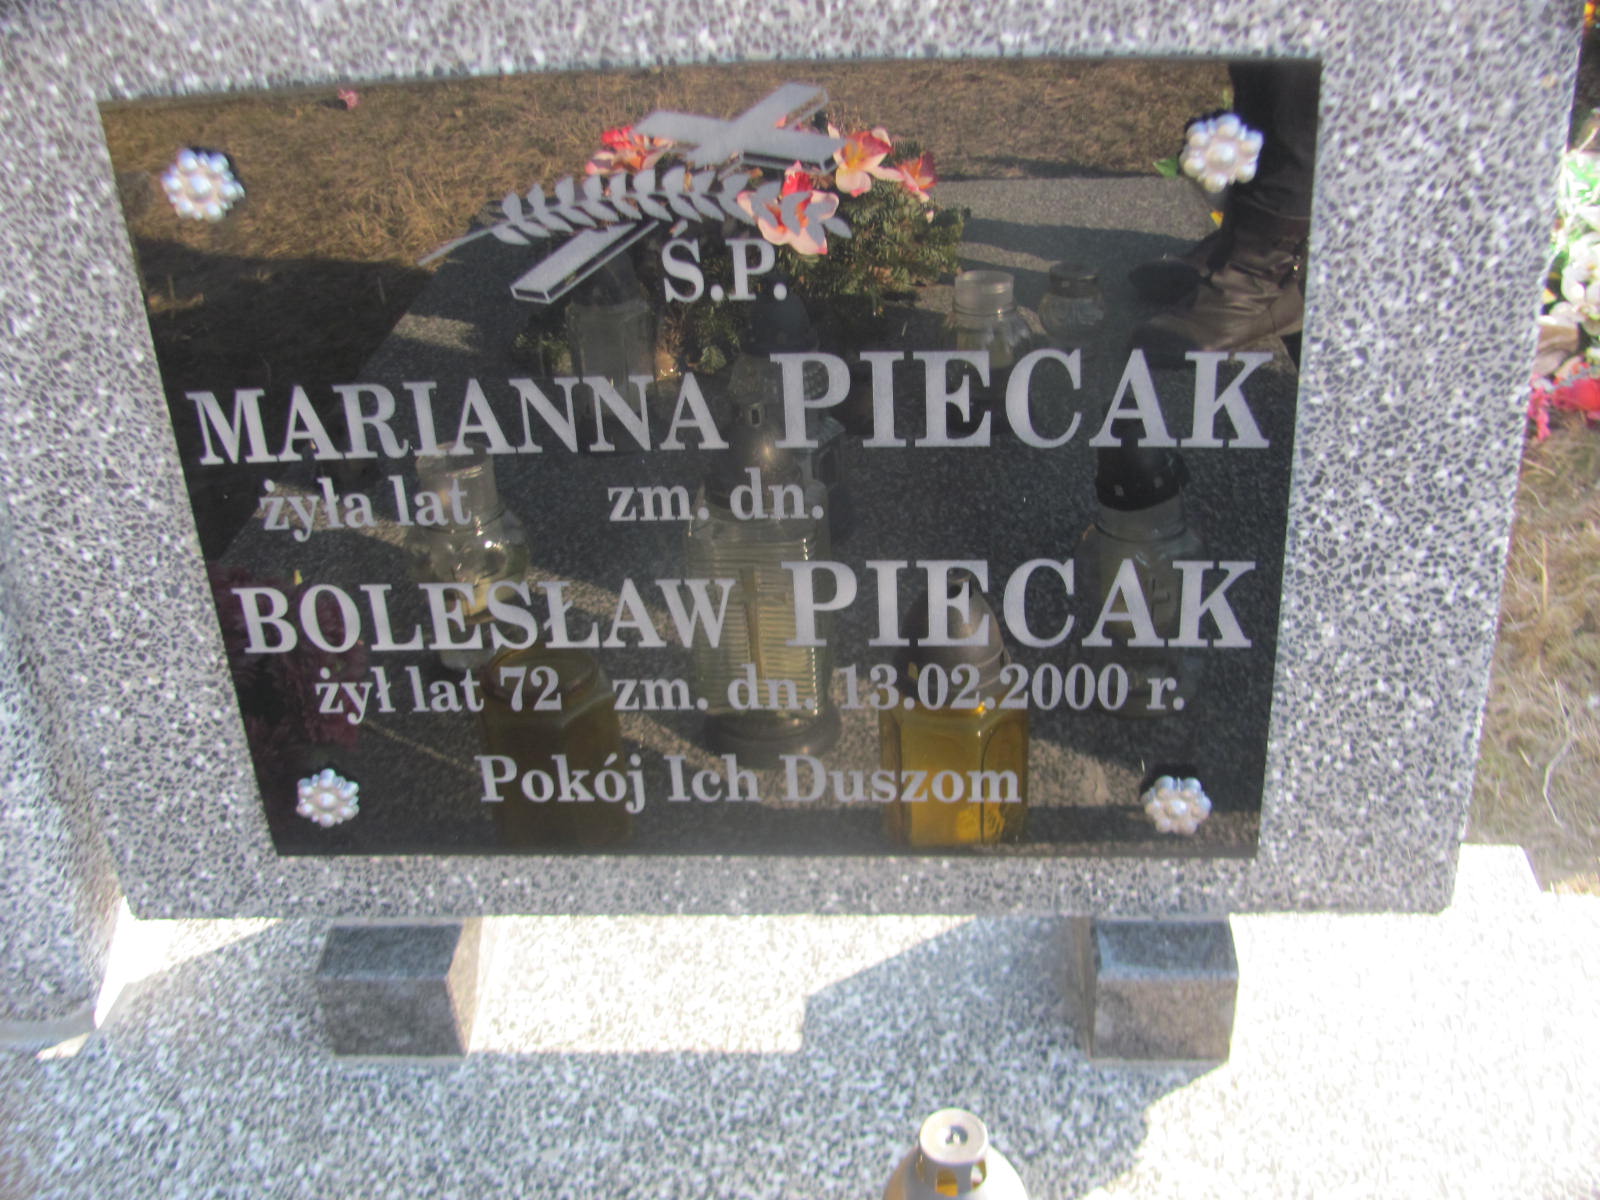 Ś.P.
MARIANNA PIECAK
żyła lat zm. dn.
BOLESŁAW PIECAK
żył lat 72 zm. dn. 13.02.2000 r.
Pokój Ich Duszom